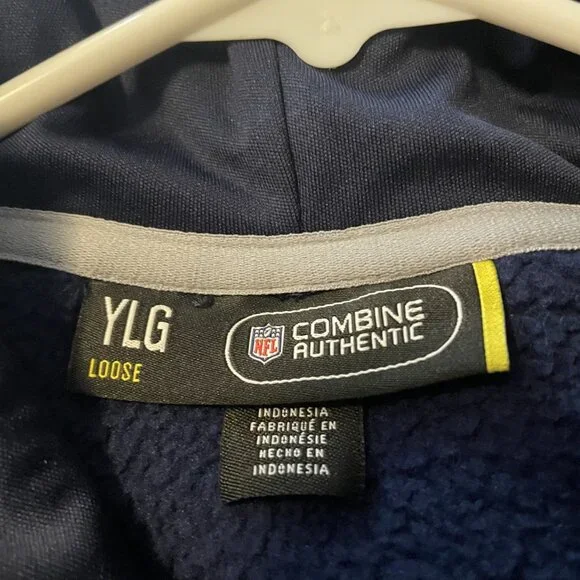 YLG
LOOSE
NFL
COMBINE
AUTHENTIC
INDONESIA
FABRIQUÉ EN
INDONÉSIE
HECHO EN
INDONESIA